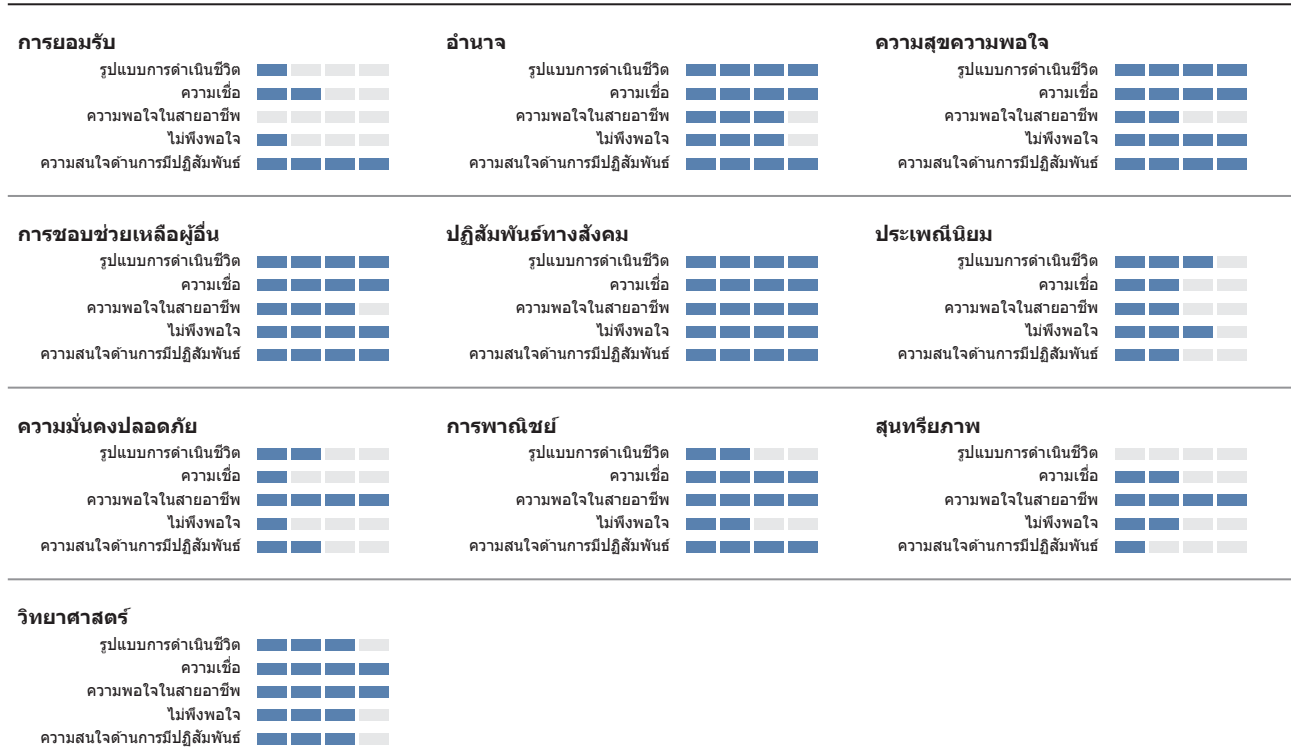 การยอมรับ
รูปแบบการดำเนินชีวิต
ความเชื่อ
ความพอใจในสายอาชีพ
ไม่พึงพอใจ
ความสนใจด้านการมีปฏิสัมพันธ์
อำนาจ
รูปแบบการดำเนินชีวิต
ความเชื่อ
ความพอใจในสายอาชีพ
ไม่พึงพอใจ
ความสนใจด้านการมีปฏิสัมพันธ์
ความสุขความพอใจ
รูปแบบการดำเนินชีวิต
ความเชื่อ
ความพอใจในสายอาชีพ
ไม่พึงพอใจ
ความสนใจด้านการมีปฏิสัมพันธ์
การชอบช่วยเหลือผู้อื่น
รูปแบบการดำเนินชีวิต
ความเชื่อ
ความพอใจในสายอาชีพ
ไม่พึงพอใจ
ความสนใจด้านการมีปฏิสัมพันธ์
ปฏิสัมพันธ์ทางสังคม
รูปแบบการดำเนินชีวิต
ความเชื่อ
ความพอใจในสายอาชีพ
ไม่พึงพอใจ
ความสนใจด้านการมีปฏิสัมพันธ์
ประเพณีนิยม
รูปแบบการดำเนินชีวิต
ความเชื่อ
ความพอใจในสายอาชีพ
ไม่พึงพอใจ
ความสนใจด้านการมีปฏิสัมพันธ์
ความมั่นคงปลอดภัย
รูปแบบการดำเนินชีวิต
ความเชื่อ
ความพอใจในสายอาชีพ
ไม่พึงพอใจ
ความสนใจด้านการมีปฏิสัมพันธ์
การพาณิชย์
รูปแบบการดำเนินชีวิต
ความเชื่อ
ความพอใจในสายอาชีพ
ไม่พึงพอใจ
ความสนใจด้านการมีปฏิสัมพันธ์
สุนทรียภาพ
รูปแบบการดำเนินชีวิต
ความเชื่อ
ความพอใจในสายอาชีพ
ไม่พึงพอใจ
ความสนใจด้านการมีปฏิสัมพันธ์
วิทยาศาสตร์
รูปแบบการดำเนินชีวิต
ความเชื่อ
ความพอใจในสายอาชีพ
ไม่พึงพอใจ
ความสนใจด้านการมีปฏิสัมพันธ์